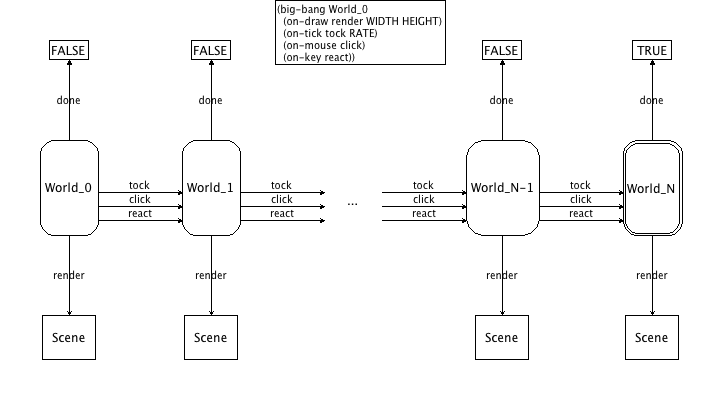 (big-bang World_0
(on-draw render WIDTH HEIGHT)
(on-tick tock RATE)
(on-mouse click)
(on-key react))
FALSE
FALSE
FALSE
TRUE
done
done
done
done
World_0
tock
click
react
World_1
tock
click
react
...
tock
click
react
World_N-1
tock
click
react
World_N
render
render
render
render
Scene
Scene
Scene
Scene